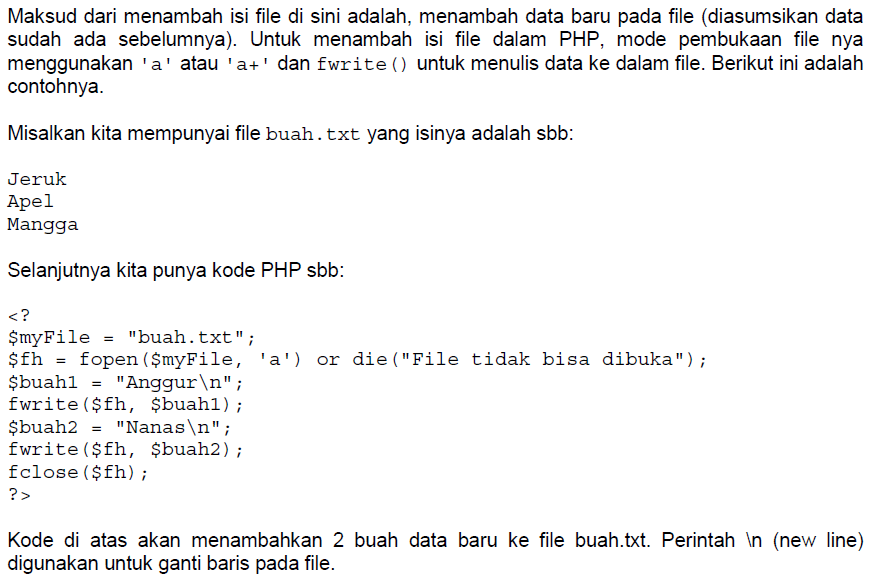 Maksud dari menambah isi file di sini adalah, menambah data baru pada file (diasumsikan data
sudah ada sebelumnya). Untuk menambah isi file dalam PHP, mode pembukaan file nya
menggunakan 'a' atau 'a+' dan fwrite() untuk menulis data ke dalam file. Berikut ini adalah
contohnya.
Misalkan kita mempunyai file buah.txt yang isinya adalah sbb:
Jeruk
Apel
Mangga
Selanjutnya kita punya kode PHP sbb:
<?
$myFile = "buah.txt";
$fh = fopen($myFile, 'a') or die("File tidak bisa dibuka");
$buah1 = "Anggur\n";
fwrite($fh, $buah1);
$buah2 = "Nanas\n";
fwrite($fh, $buah2);
fclose($fh);
?>
Kode di atas akan menambahkan 2 buah data baru ke file buah.txt. Perintah \n (new line)
digunakan untuk ganti baris pada file.